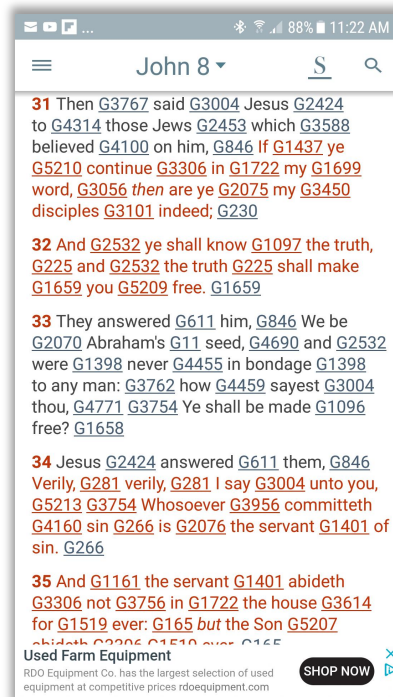 ... 88% 11:22 AM
John 8 S
31 Then G3767 said G3004 Jesus G2424
to G4314 those Jews G2453 which G3588
believed G4100 on him, G846 If G1437 ye
G5210 continue G3306 in G1722 my G1699
word, G3056 then are ye G2075 my G3450
disciples G3101 indeed; G230
32 And G2532 ye shall know G1097 the truth,
G225 and G2532 the truth G225 shall make
G1659 you G5209 free. G1659
33 They answered G611 him, G846 We be
G2070 Abraham's G11 seed, G4690 and G2532
were G1398 never G4455 in bondage G1398
to any man: G3762 how G4459 sayest G3004
thou, G4771 G3754 Ye shall be made G1096
free? G1658
34 Jesus G2424 answered G611 them, G846
Verily, G281 verily, G281 I say G3004 unto you,
G5213 G3754 Whosoever G3956 committeth
G4160 sin G266 is G2076 the servant G1401 of
sin. G266
35 And G1161 the servant G1401 abideth
G3306 not G3756 in G1722 the house G3614
for G1519 ever: G165 but the Son G5207
abideth G3306 G1519 ever. G165
Used Farm Equipment
RDO Equipment Co. has the largest selection of used
equipment at competitive prices rdoequipment.com
SHOP NOW